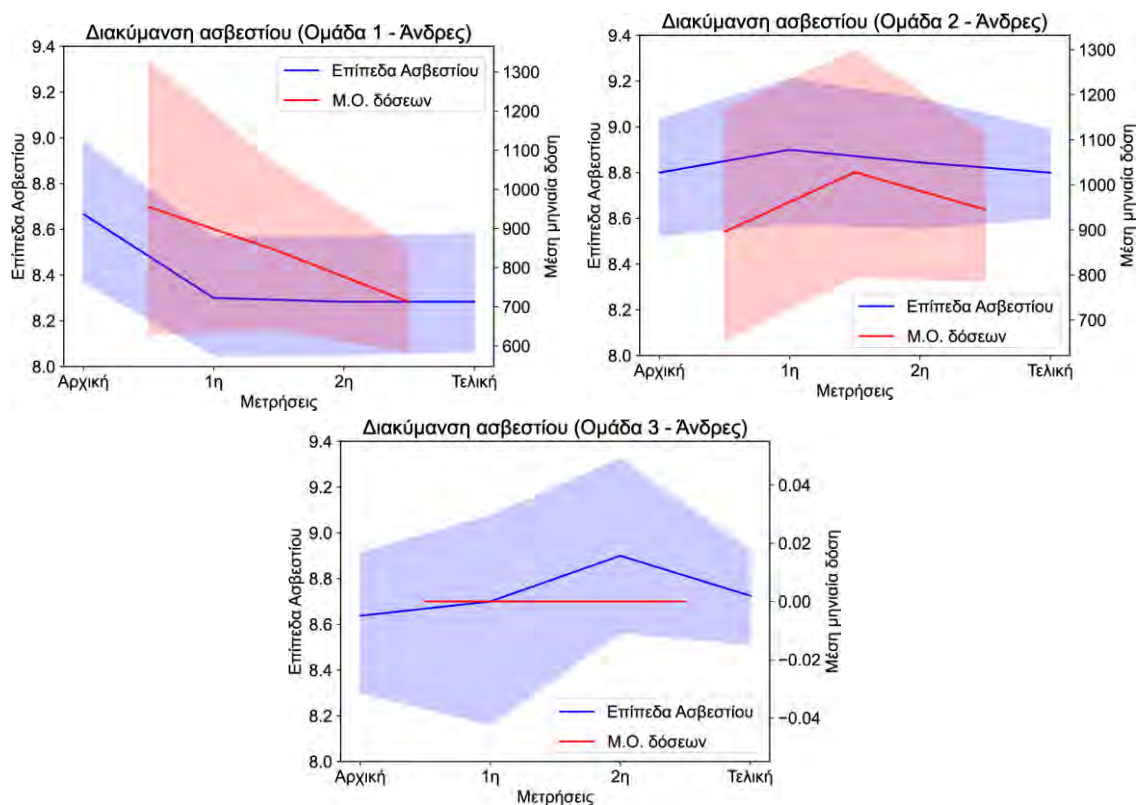 Διακύμανση ασβεστίου (Ομάδα 1 - Άνδρες)
9.4
9.2
9.0
8.8
8.6
8.4
8.2
8.0
Επίπεδα Ασβεστίου
Επίπεδα Ασβεστίου
Μ.Ο. δόσεων
1300
1200
1100
1000
900
800
700
600
Μέση μηνιαία δόση
Αρχική 1η 2η Τελική
Μετρήσεις
Διακύμανση ασβεστίου (Ομάδα 2 - Άνδρες)
9.4
9.2
9.0
8.8
8.6
8.4
8.2
8.0
Επίπεδα Ασβεστίου
Επίπεδα Ασβεστίου
Μ.Ο. δόσεων
1300
1200
1100
1000
900
800
700
Μέση μηνιαία δόση
Αρχική 1η 2η Τελική
Μετρήσεις
Διακύμανση ασβεστίου (Ομάδα 3 - Άνδρες)
9.4
9.2
9.0
8.8
8.6
8.4
8.2
8.0
Επίπεδα Ασβεστίου
Επίπεδα Ασβεστίου
Μ.Ο. δόσεων
0.04
0.02
0.00
−0.02
−0.04
Μέση μηνιαία δόση
Αρχική 1η 2η Τελική
Μετρήσεις